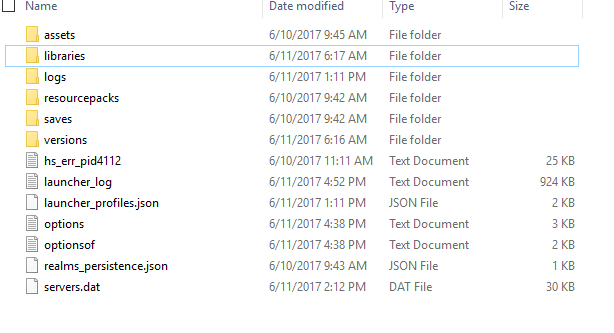 Name Date modified Type Size
assets 6/10/2017 9:45 AM File folder
libraries 6/11/2017 6:17 AM File folder
logs 6/11/2017 1:11 PM File folder
resourcepacks 6/10/2017 9:42 AM File folder
saves 6/10/2017 9:42 AM File folder
versions 6/11/2017 6:16 AM File folder
hs_err_pid4112 6/10/2017 11:11 AM Text Document 25 KB
launcher_log 6/11/2017 4:52 PM Text Document 924 KB
launcher_profiles.json 6/11/2017 1:11 PM JSON File 2 KB
options 6/11/2017 4:38 PM Text Document 3 KB
optionsof 6/11/2017 4:38 PM Text Document 2 KB
realms_persistence.json 6/10/2017 9:43 AM JSON File 1 KB
servers.dat 6/11/2017 2:12 PM DAT File 30 KB